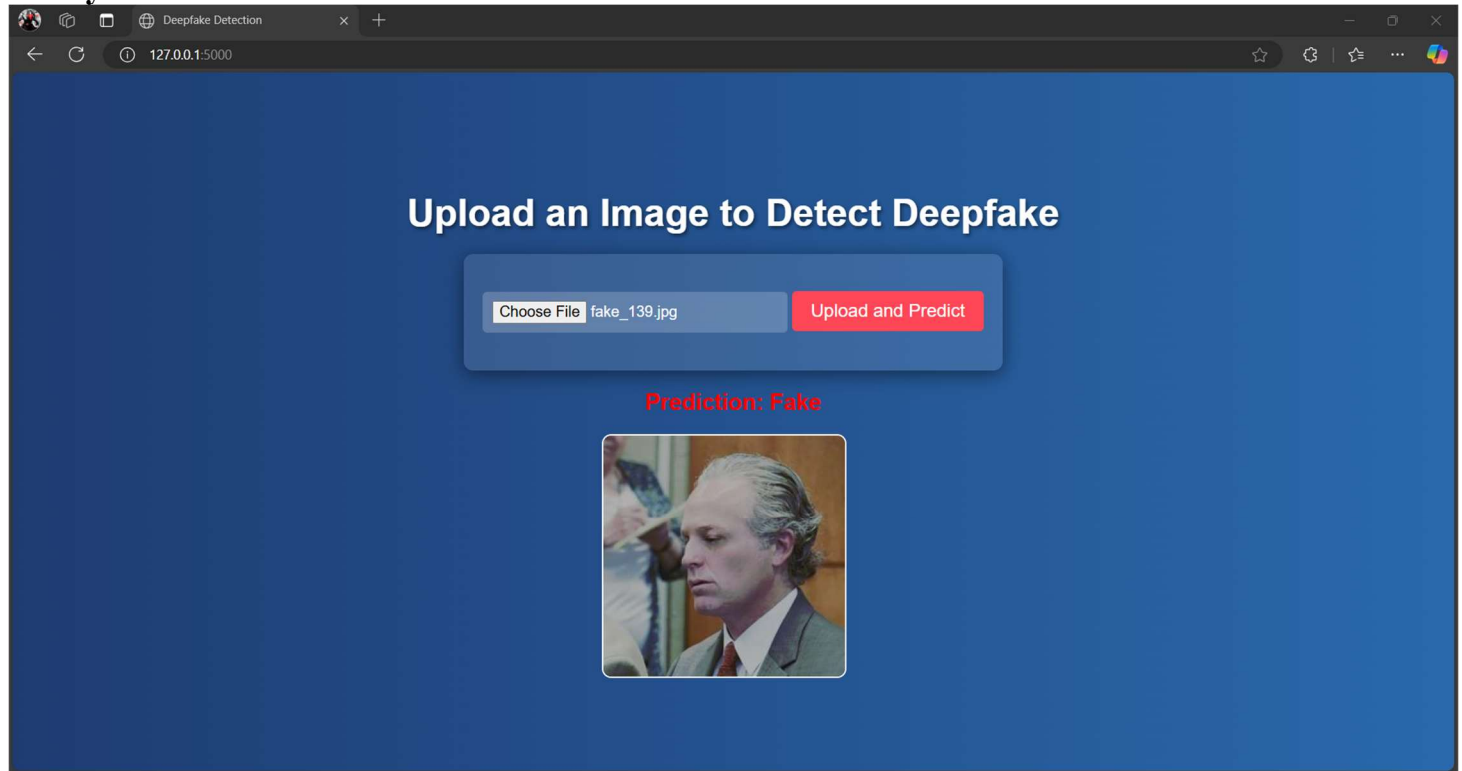 Deepfake Detection
127.0.0.1:5000
Upload an Image to Detect Deepfake
Choose File fake_139.jpg Upload and Predict
Prediction: Fake